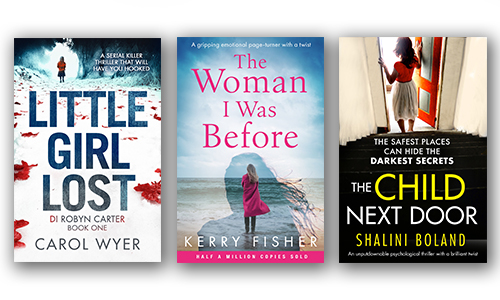 A SERIAL KILLER
THRILLER THAT WILL
HAVE YOU HOOKED
LITTLE
GIRL
LOST
DI ROBYN CARTER
BOOK ONE
CAROL WYER
A gripping emotional page-turner with a twist
The
Woman
I Was
Before
KERRY FISHER
HALF A MILLION COPIES SOLD
THE SAFEST PLACES
CAN HIDE THE
DARKEST SECRETS
THE CHILD
NEXT DOOR
SHALINI BOLAND
An unputdownable psychological thriller with a brilliant twist